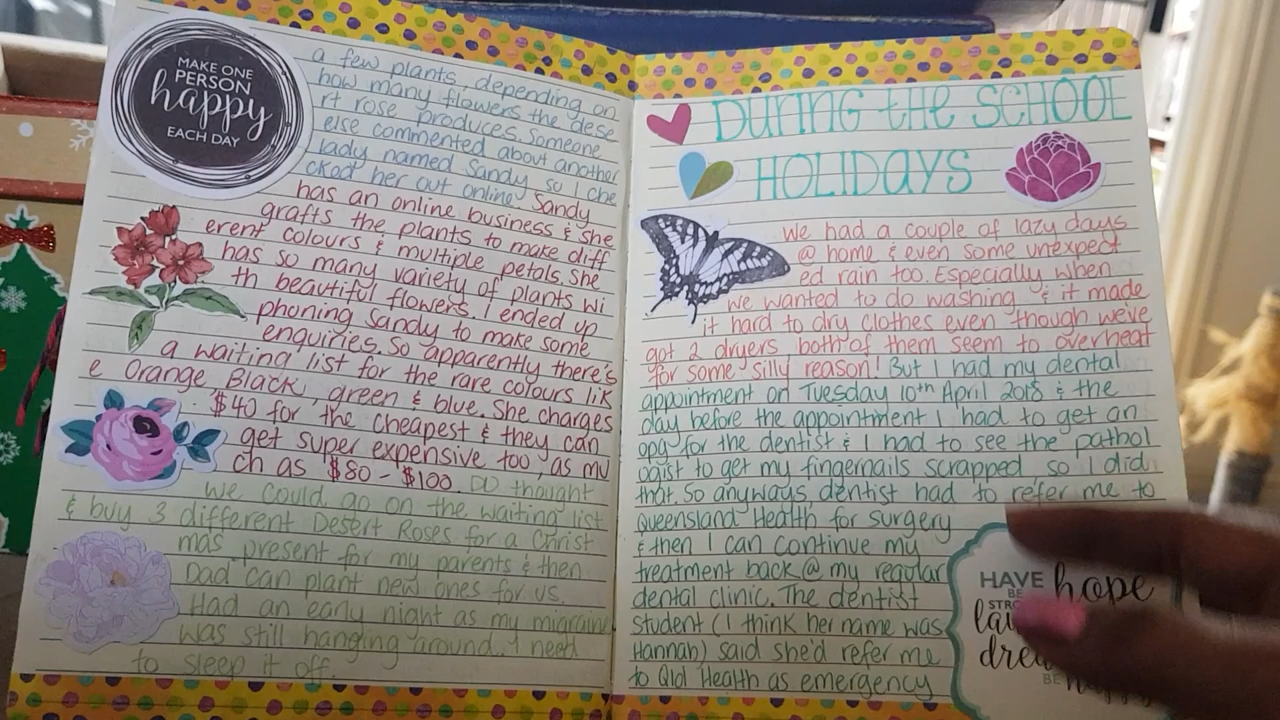 MAKE ONE
PERSON
happy
EACH DAY
a few plants, depending on
how many flowers the dese
rt rose produces. Someone
else commented about another
lady named Sandy so I che
cked her out online. Sandy
has an online business & she
grafts the plants to make diff
erent colours & multiple petals. She
has so many variety of plants wi
th beautiful flowers. I ended up
phoning Sandy to make some
enquiries. So apparently there's
a waiting list for the rare colours lik
e Orange Black, green & blue. She charges
$40 for the cheapest & they can
get super expensive too, as mu
ch as $80 - $100. DD thought
we could go on the waiting list
& buy 3 different Desert Roses for a Christ
mas present for my parents & then
Dad can plant new ones for us.
Had an early night as my migraine
was still hanging around. I need
to sleep it off.
DURING the SCHOOL
HOLIDAYS
we had a couple of lazy days
@ home & even some unexpect
ed rain too. Especially when
we wanted to do washing & it made
it hard to dry clothes even though we've
got 2 dryers both of them seem to overheat
for some silly reason! But I had my dental
appointment on Tuesday 10th April 2018 & the
day before the appointment I had to get an
opg for the dentist & I had to see the pathol
ogist to get my fingernails scrapped so I did
that. So anyways dentist had to refer me to
Queensland Health for surgery
& then I can continue my
treatment back @ my regular
dental clinic. The dentist
student (I think her name was
Hannah) said she'd refer me
to Qld Health as emergency
HAVE hope
BE